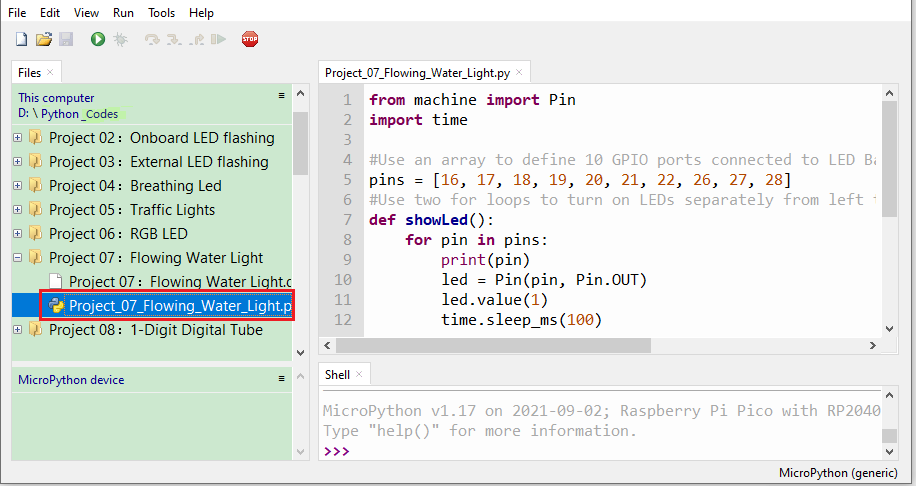 File Edit View Run Tools Help
STOP
Files ×
This computer
D: \ Python _Codes
Project 02：Onboard LED flashing
Project 03：External LED flashing
Project 04：Breathing Led
Project 05：Traffic Lights
Project 06：RGB LED
Project 07：Flowing Water Light
Project 07：Flowing Water Light.c
Project_07_Flowing_Water_Light.p
Project 08：1-Digit Digital Tube
MicroPython device
Project_07_Flowing_Water_Light.py ×
1 from machine import Pin
2 import time
3
4 #Use an array to define 10 GPIO ports connected to LED Ba
5 pins = [16, 17, 18, 19, 20, 21, 22, 26, 27, 28]
6 #Use two for loops to turn on LEDs separately from left t
7 def showLed():
8     for pin in pins:
9         print(pin)
10         led = Pin(pin, Pin.OUT)
11         led.value(1)
12         time.sleep_ms(100)
Shell ×
MicroPython v1.17 on 2021-09-02; Raspberry Pi Pico with RP2040
Type "help()" for more information.
>>>
MicroPython (generic)